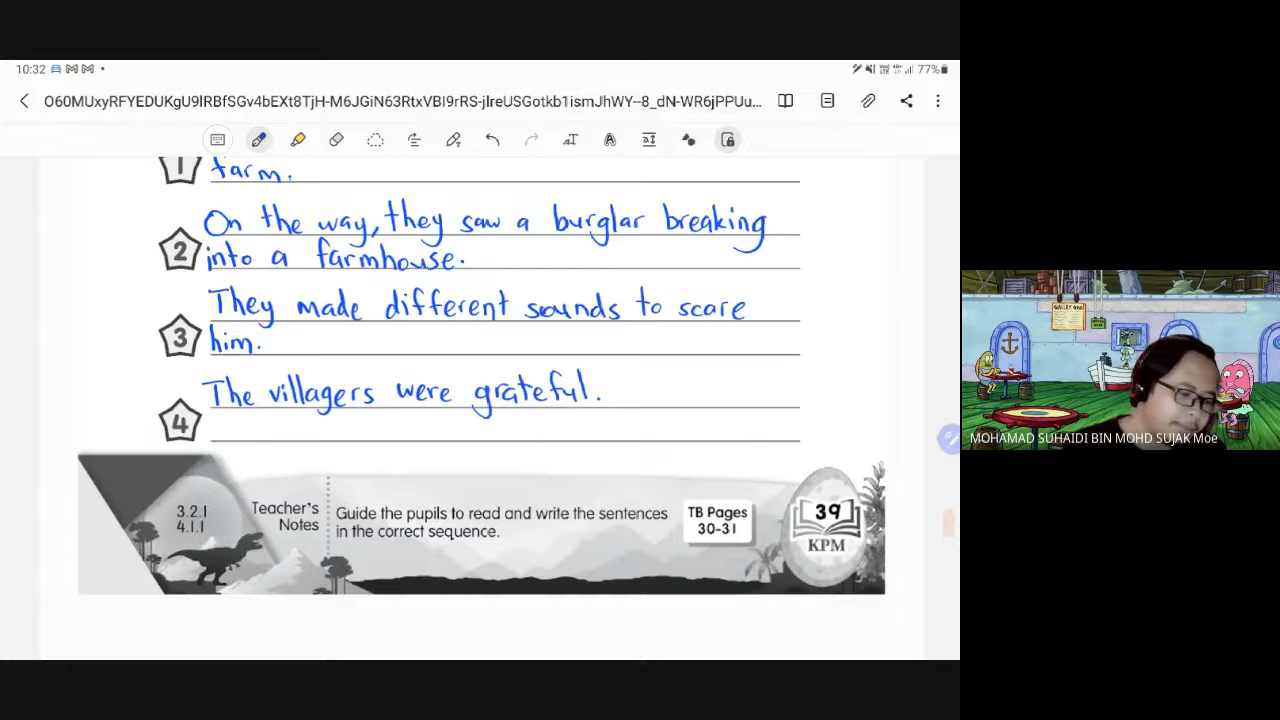 10:32
77%
O60MUxyRFYEDUKgU9IRBfSGv4bEXt8TjH-M6JGiN63RtxVBI9rRS-jlreUSGotkb1ismJhWY--8_dN-WR6jPPUu...
1 farm.
On the way, they saw a burglar breaking
2 into a farmhouse.
They made different sounds to scare
3 him.
The villagers were grateful.
4
3.2.1
4.1.1
Teacher's
Notes
Guide the pupils to read and write the sentences
in the correct sequence.
TB Pages
30-31
39
KPM
MOHAMAD SUHAIDI BIN MOHD SUJAK Moe